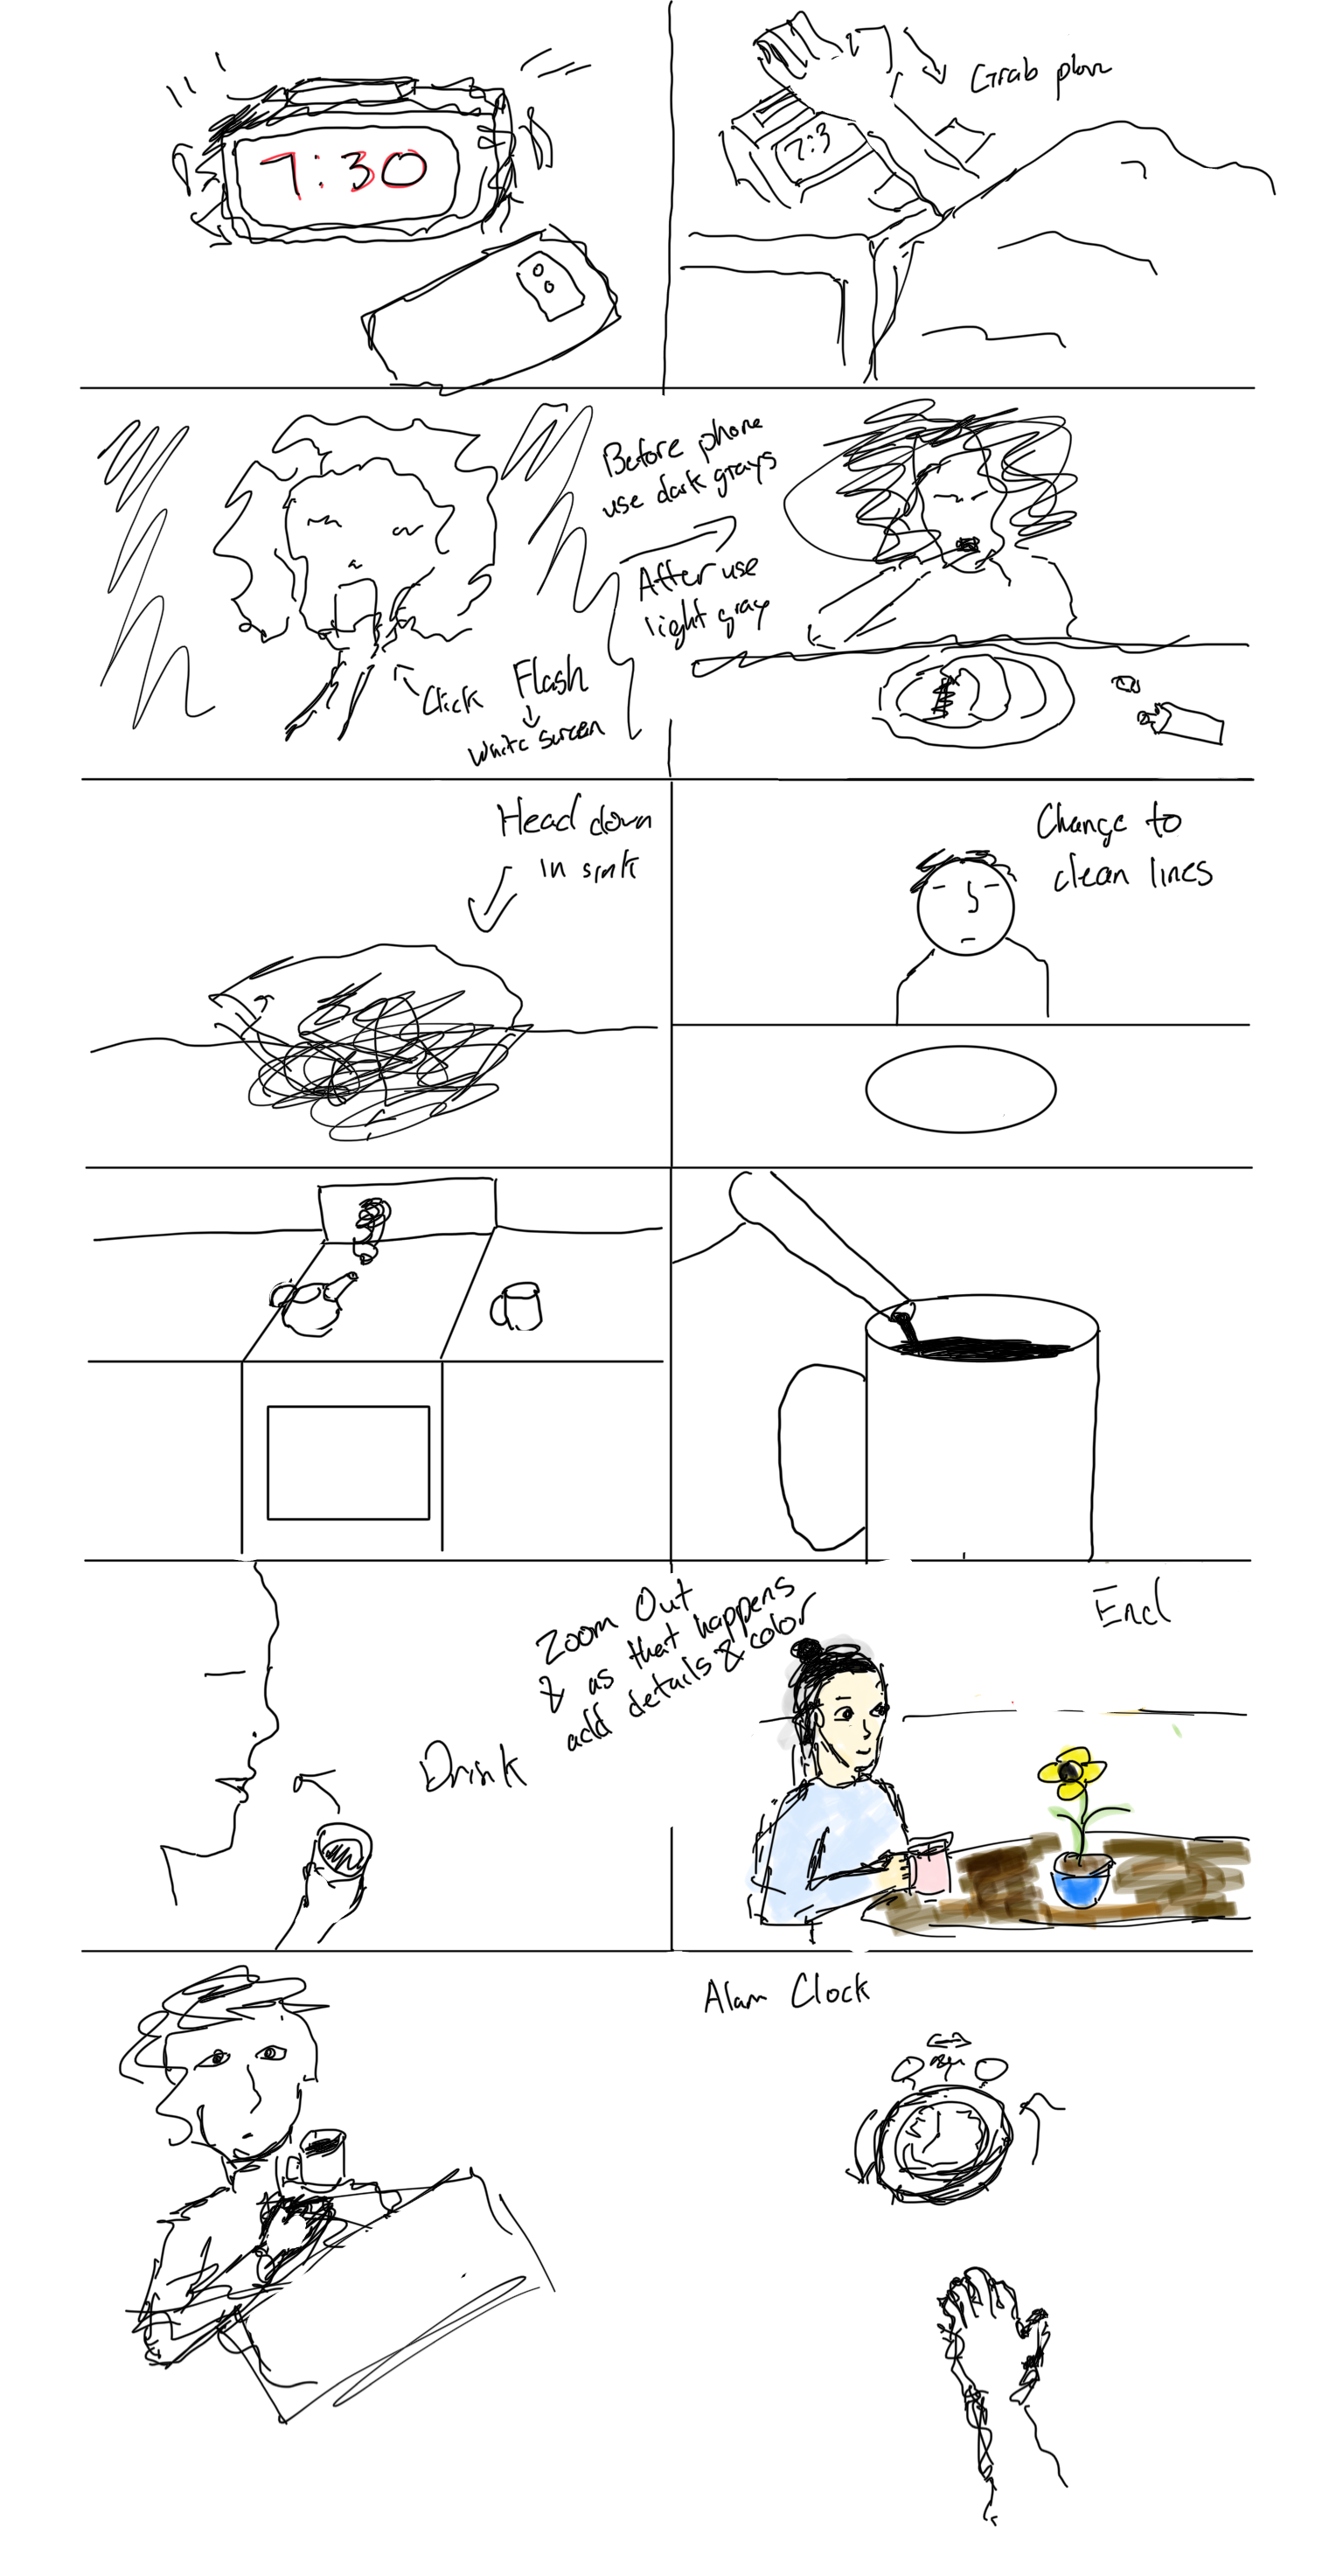 7:30
7:3
Grab phone
Before phone
use dark grays
After use
light gray
Click
Flash
White screen
Head down
in sink
Change to
clean lines
Zoom Out
& as that happens
add details & color
Drink
End
Alam Clock